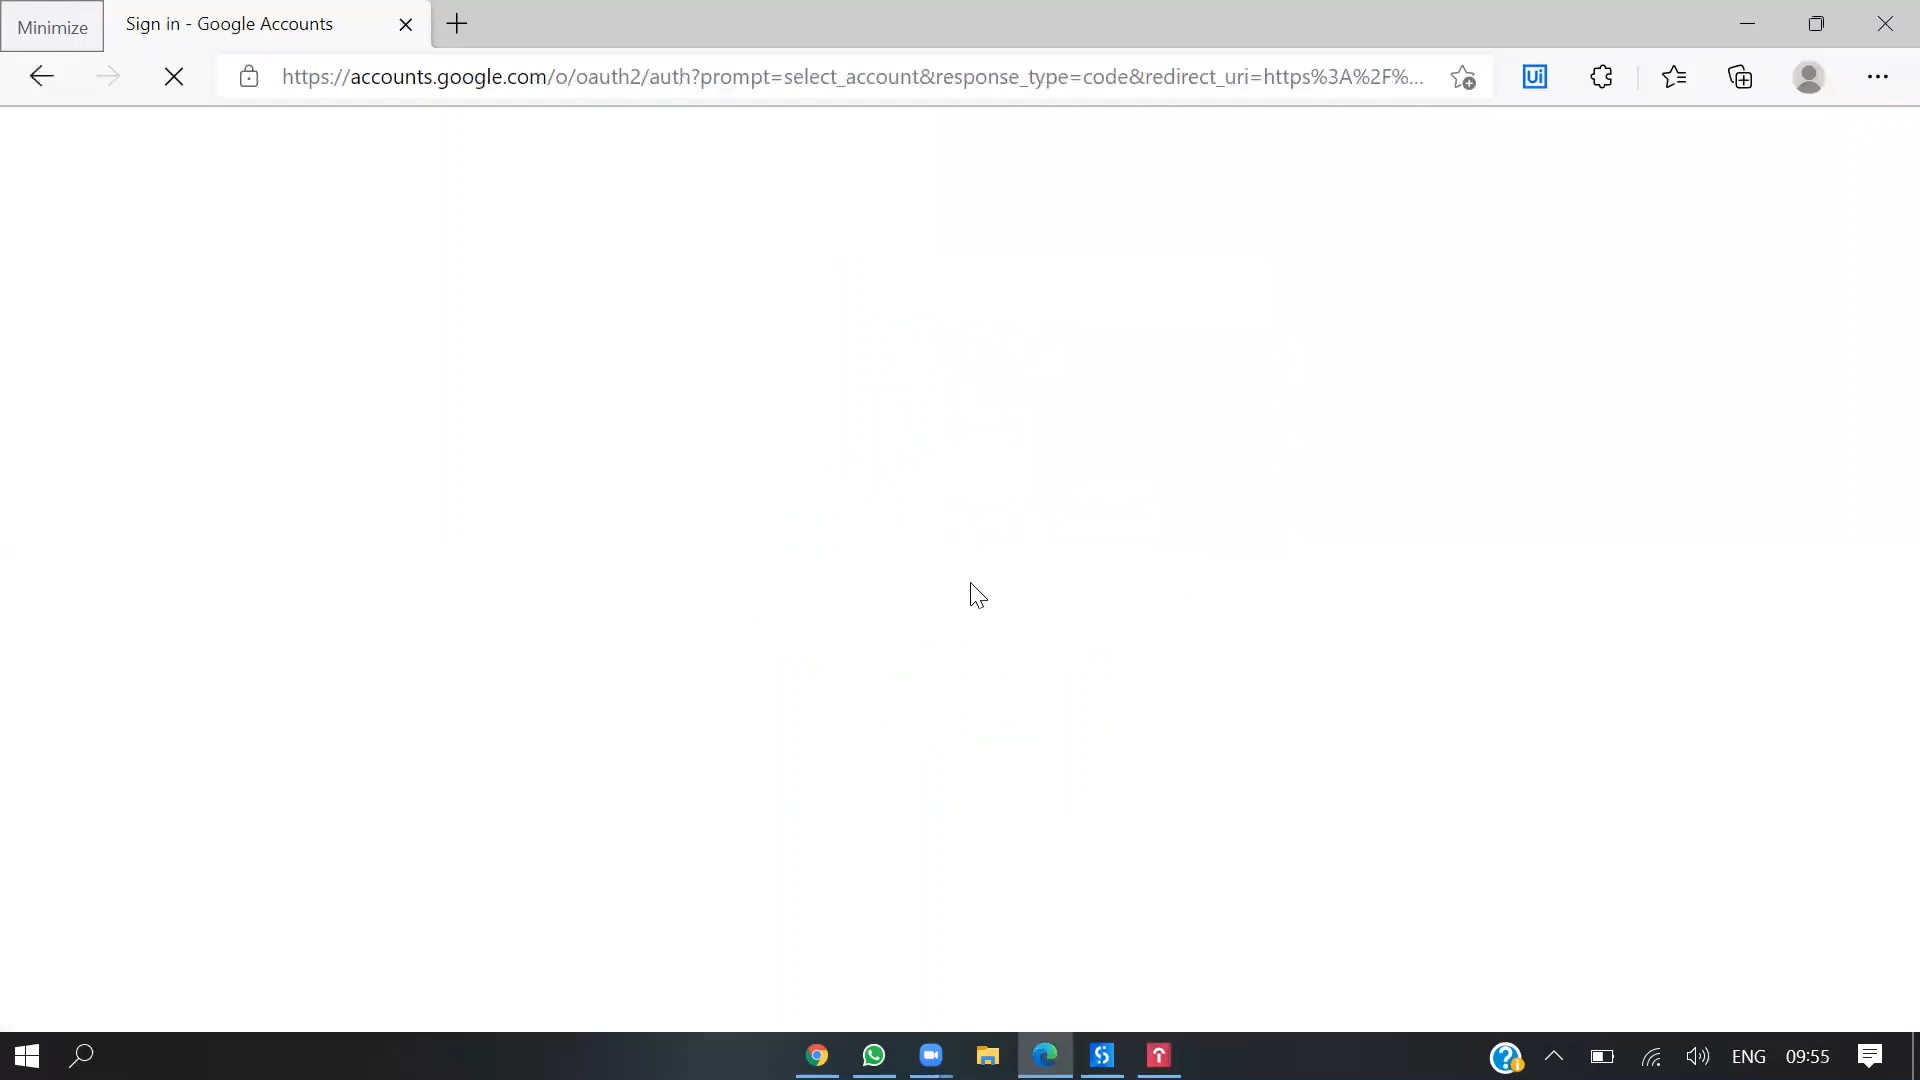 Minimize
Sign in - Google Accounts
https://accounts.google.com/o/oauth2/auth?prompt=select_account&response_type=code&redirect_uri=https%3A%2F%...
Ui
ENG
09:55